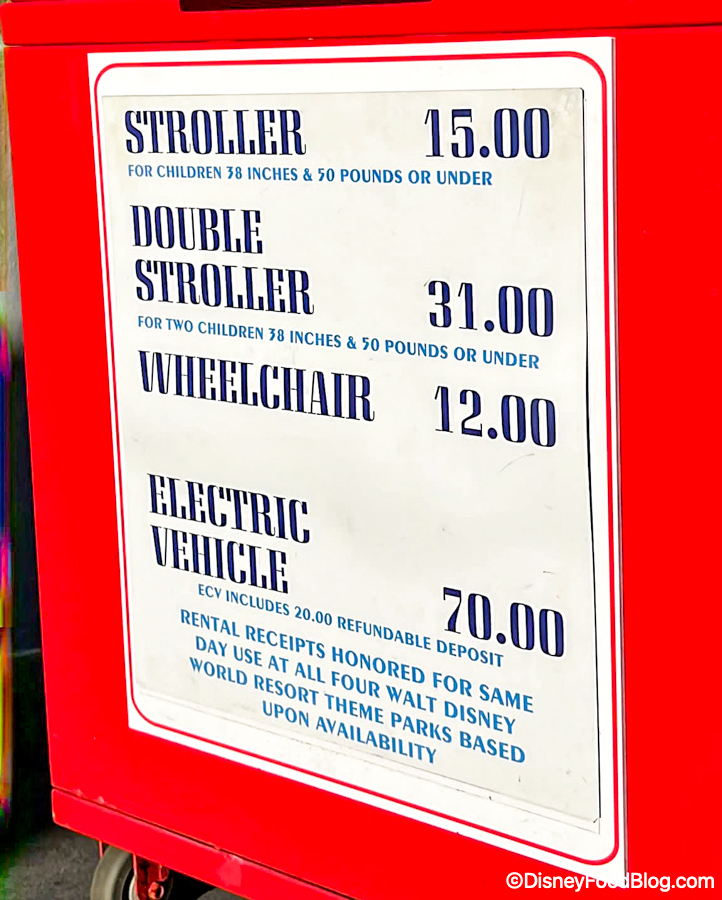 STROLLER 15.00
FOR CHILDREN 38 INCHES & 50 POUNDS OR UNDER
DOUBLE
STROLLER 31.00
FOR TWO CHILDREN 38 INCHES & 50 POUNDS OR UNDER
WHEELCHAIR 12.00
ELECTRIC
VEHICLE 70.00
ECV INCLUDES 20.00 REFUNDABLE DEPOSIT
RENTAL RECEIPTS HONORED FOR SAME
DAY USE AT ALL FOUR WALT DISNEY
WORLD RESORT THEME PARKS BASED
UPON AVAILABILITY
©DisneyFoodBlog.com